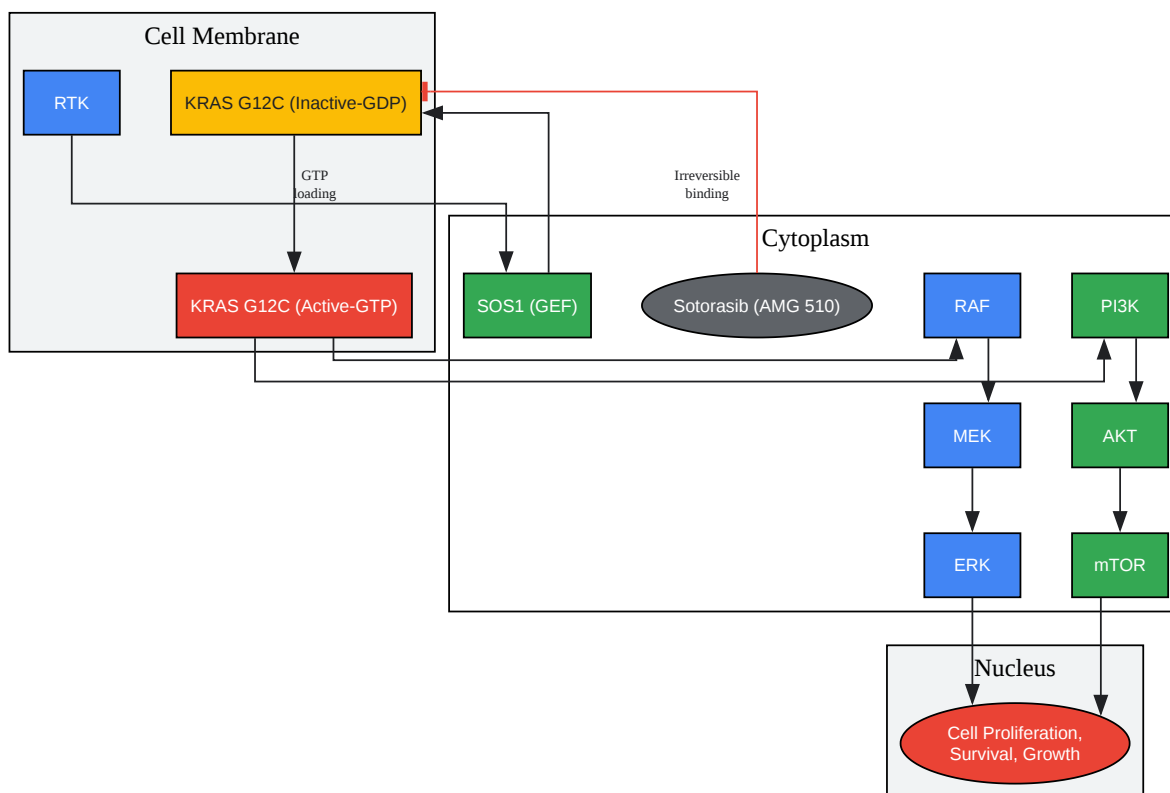 Cell Membrane
RTK
KRAS G12C (Inactive-GDP)
GTP
loading
Irreversible
binding
Cytoplasm
KRAS G12C (Active-GTP)
SOS1 (GEF)
Sotorasib (AMG 510)
RAF
PI3K
MEK
AKT
ERK
mTOR
Nucleus
Cell Proliferation,
Survival, Growth